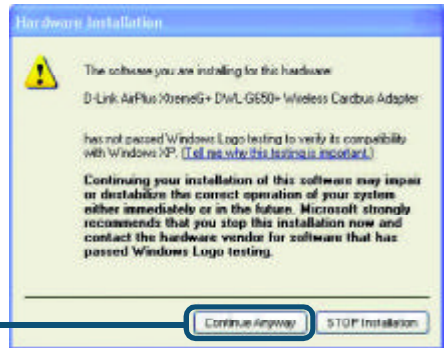 Hardware Installation
The software you are installing for this hardware:
D-Link AirPlus XtremeG+ DWL-G650+ Wireless Cardbus Adapter
has not passed Windows Logo testing to verify its compatibility
with Windows XP. (Tell me why this testing is important.)
Continuing your installation of this software may impair
or destabilize the correct operation of your system
either immediately or in the future. Microsoft strongly
recommends that you stop this installation now and
contact the hardware vendor for software that has
passed Windows Logo testing.
Continue Anyway
STOP Installation